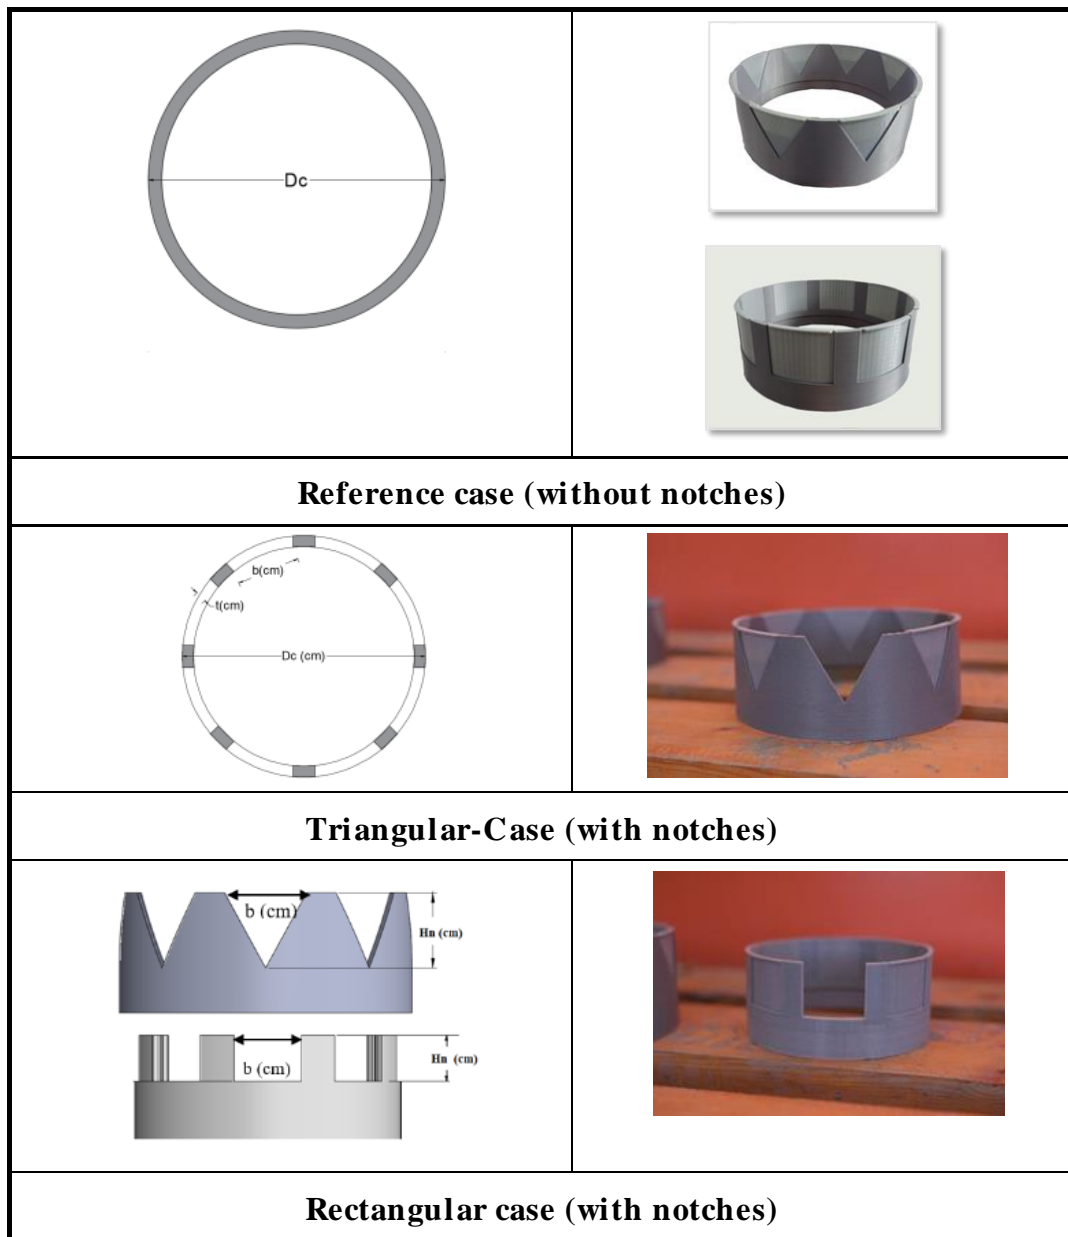 Dc
Reference case (without notches)
b(cm)
t(cm)
Dc (cm)
Triangular-Case (with notches)
b (cm)
Hn (cm)
b (cm)
Hn (cm)
Rectangular case (with notches)